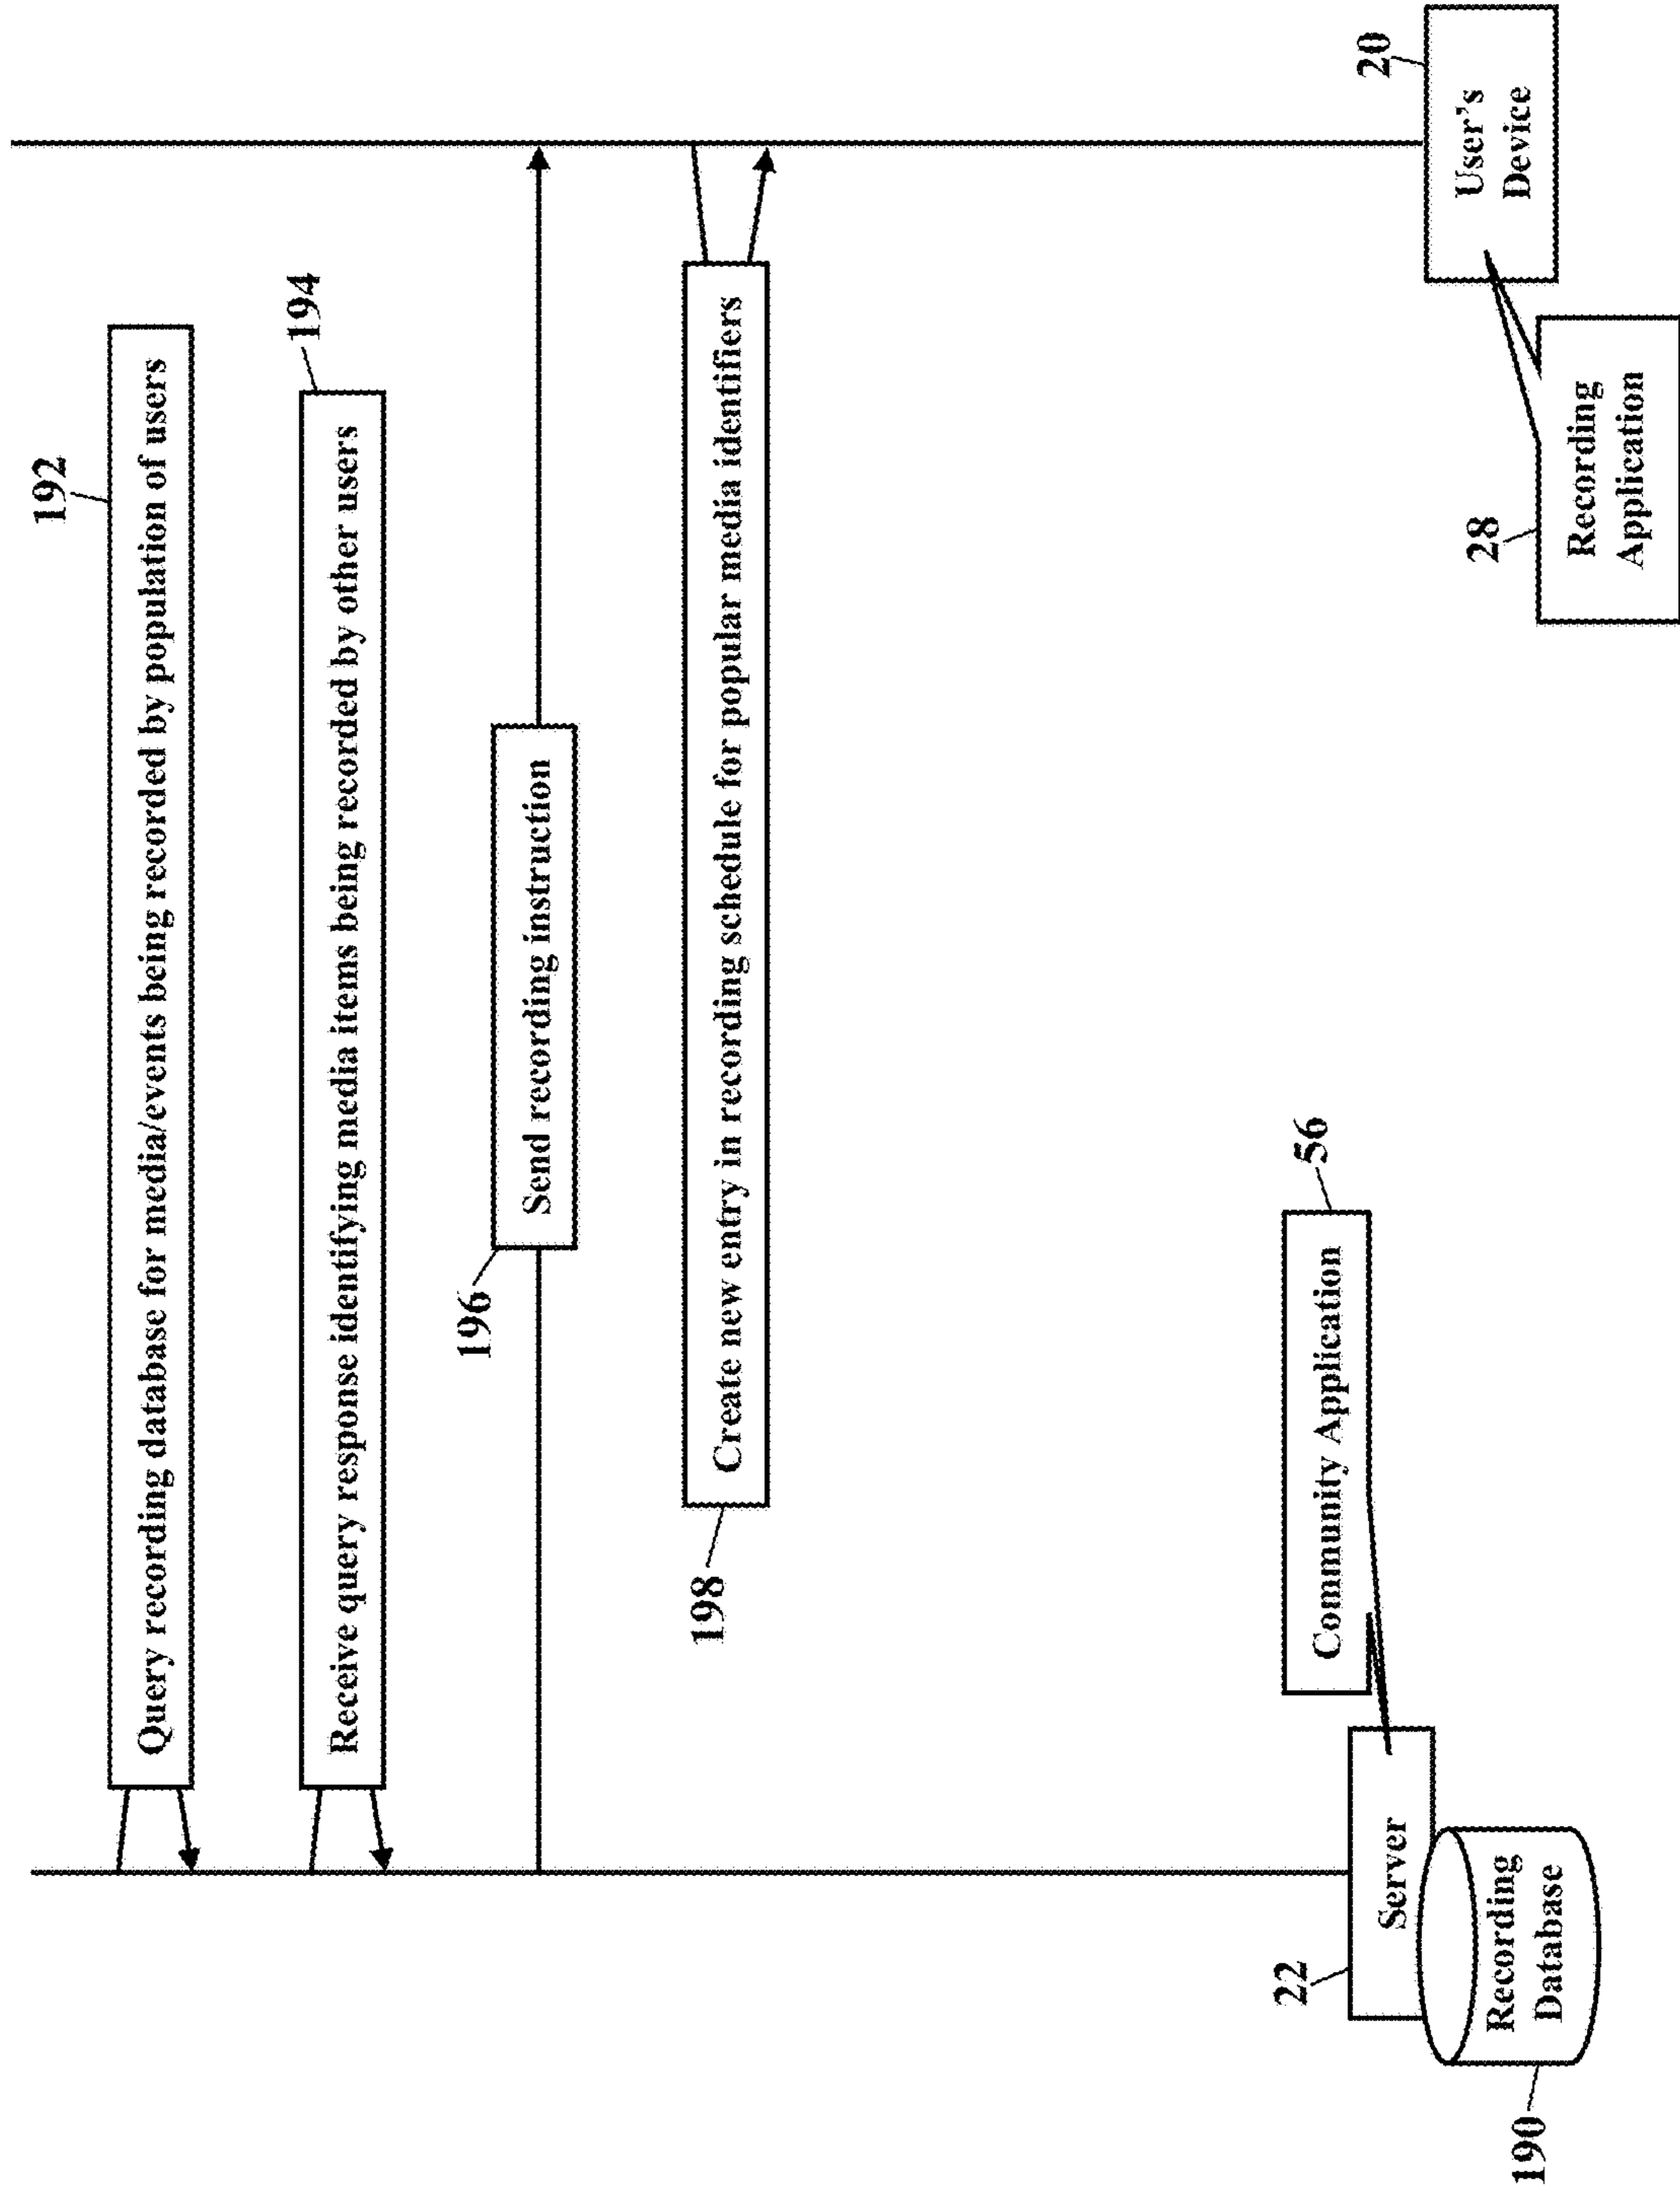 192
Query recording database for media/events being recorded by population of users
194
Receive query response identifying media items being recorded by other users
196
Send recording instruction
198
Create new entry in recording schedule for popular media identifiers
22
Server
56
Community Application
190
Recording
Database
20
User's
Device
28
Recording
Application